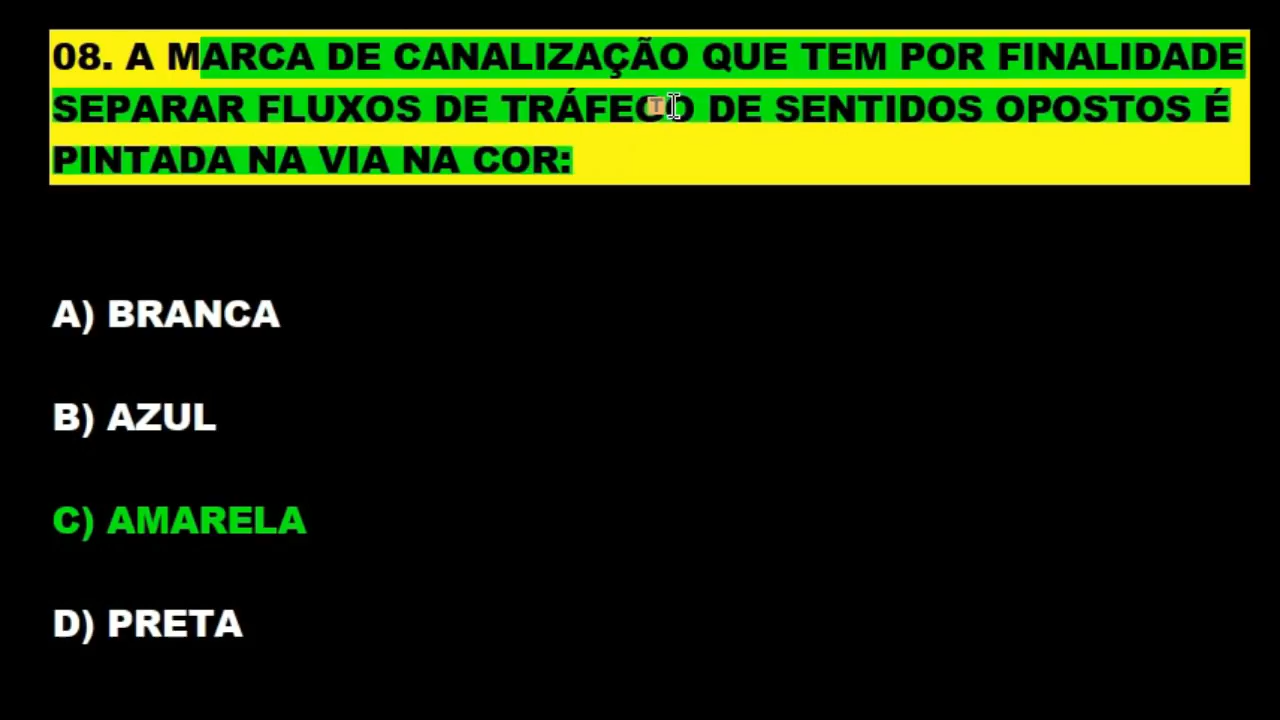 08. A MARCA DE CANALIZAÇÃO QUE TEM POR FINALIDADE
SEPARAR FLUXOS DE TRÁFEGO DE SENTIDOS OPOSTOS É
PINTADA NA VIA NA COR:
A) BRANCA
B) AZUL
C) AMARELA
D) PRETA